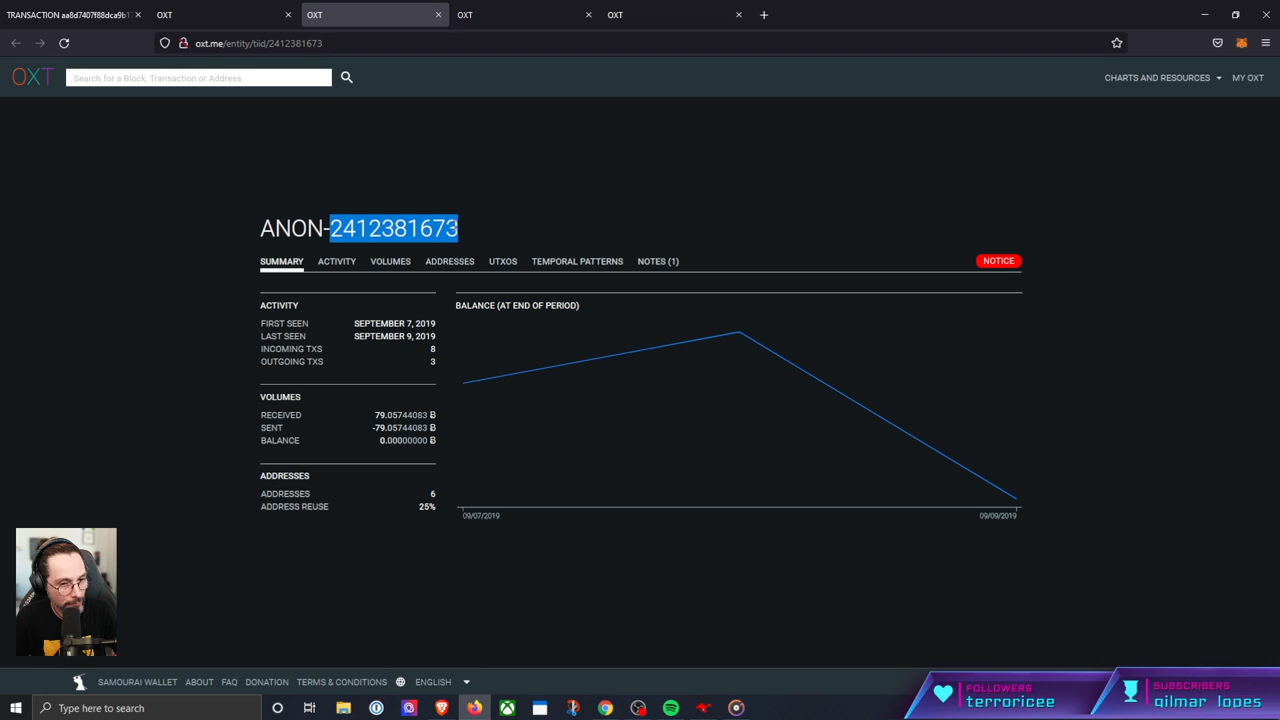 TRANSACTION aa8d7407f88dca9b1
OXT
OXT
OXT
OXT
oxt.me/entity/tiid/2412381673
OXT
Search for a Block, Transaction or Address
CHARTS AND RESOURCES
MY OXT
ANON-2412381673
SUMMARY
ACTIVITY
VOLUMES
ADDRESSES
UTXOS
TEMPORAL PATTERNS
NOTES (1)
NOTICE
ACTIVITY
FIRST SEEN SEPTEMBER 7, 2019
LAST SEEN SEPTEMBER 9, 2019
INCOMING TXS 8
OUTGOING TXS 3
VOLUMES
RECEIVED 79.05744083 Ƀ
SENT -79.05744083 Ƀ
BALANCE 0.00000000 Ƀ
ADDRESSES
ADDRESSES 6
ADDRESS REUSE 25%
BALANCE (AT END OF PERIOD)
09/07/2019
09/09/2019
SAMOURAI WALLET
ABOUT
FAQ
DONATION
TERMS & CONDITIONS
ENGLISH
Type here to search
FOLLOWERS
terroricee
SUBSCRIBERS
gilmar_lopes